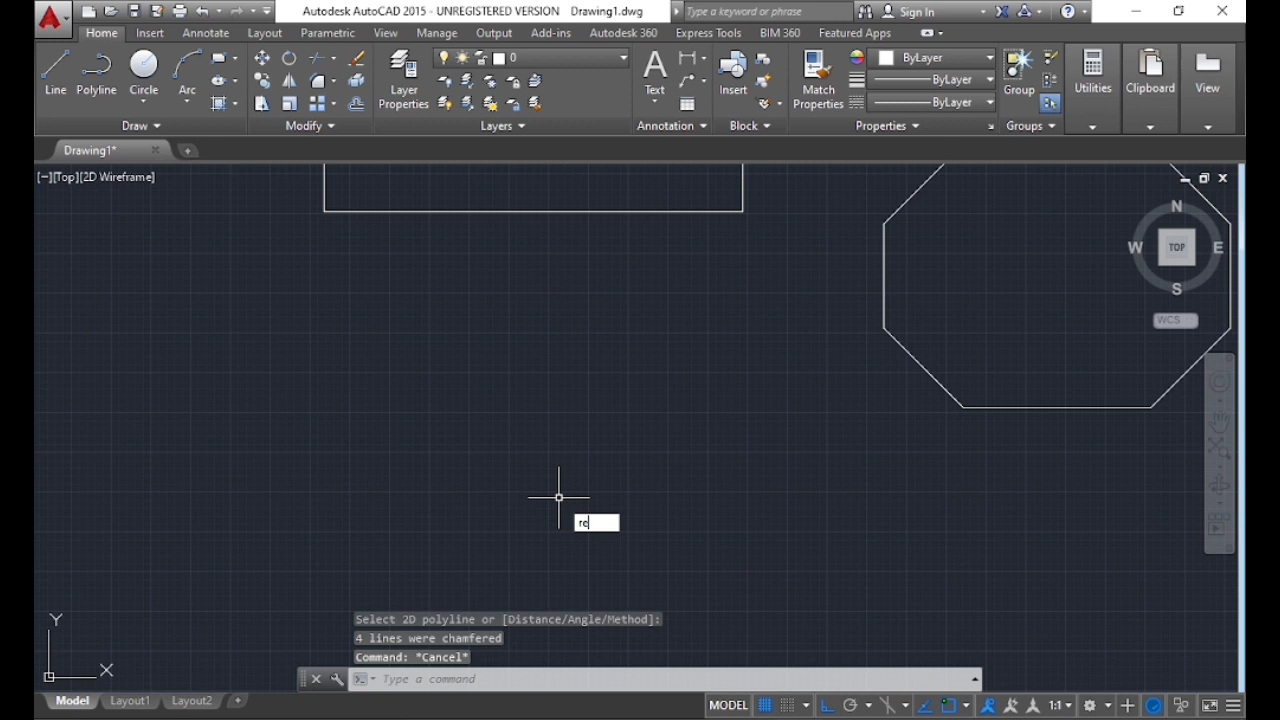 Autodesk AutoCAD 2015 - UNREGISTERED VERSION Drawing1.dwg
Type a keyword or phrase
Sign In
Home Insert Annotate Layout Parametric View Manage Output Add-ins Autodesk 360 Express Tools BIM 360 Featured Apps
Line Polyline Circle Arc
Draw
Modify
Layer Properties
0
Layers
Text
Annotation
Insert
Block
Match Properties
ByLayer
ByLayer
ByLayer
Properties
Group
Groups
Utilities
Clipboard
View
Drawing1*
[−][Top][2D Wireframe]
N
W TOP E
S
WCS
re
Select 2D polyline or [Distance/Angle/Method]:
4 lines were chamfered
Command: *Cancel*
Type a command
Y
X
Model Layout1 Layout2
MODEL
1:1